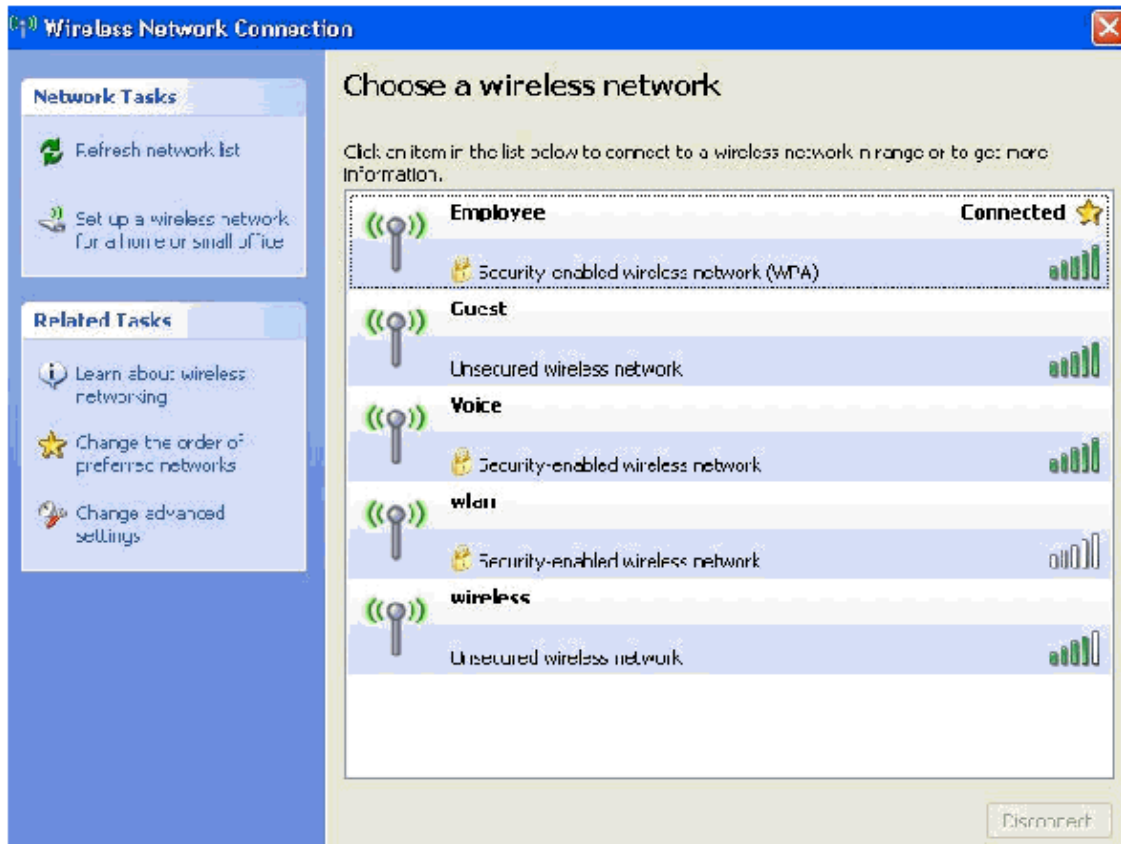 Wireless Network Connection
Network Tasks
Refresh network list
Set up a wireless network
for a home or small office
Related Tasks
Learn about wireless
networking
Change the order of
preferred networks
Change advanced
settings
Choose a wireless network
Click an item in the list below to connect to a wireless network in range or to get more
information.
Employee Connected
Security-enabled wireless network (WPA)
Guest
Unsecured wireless network
Voice
Security-enabled wireless network
wlan
Security-enabled wireless network
wireless
Unsecured wireless network
Disconnect